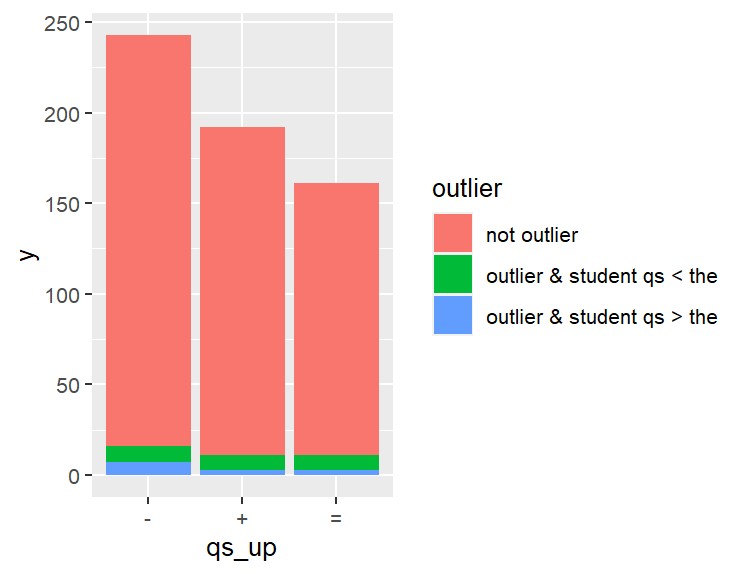 250
200
150
100
50
0
y
- + =
qs_up
outlier
not outlier
outlier & student qs < the
outlier & student qs > the